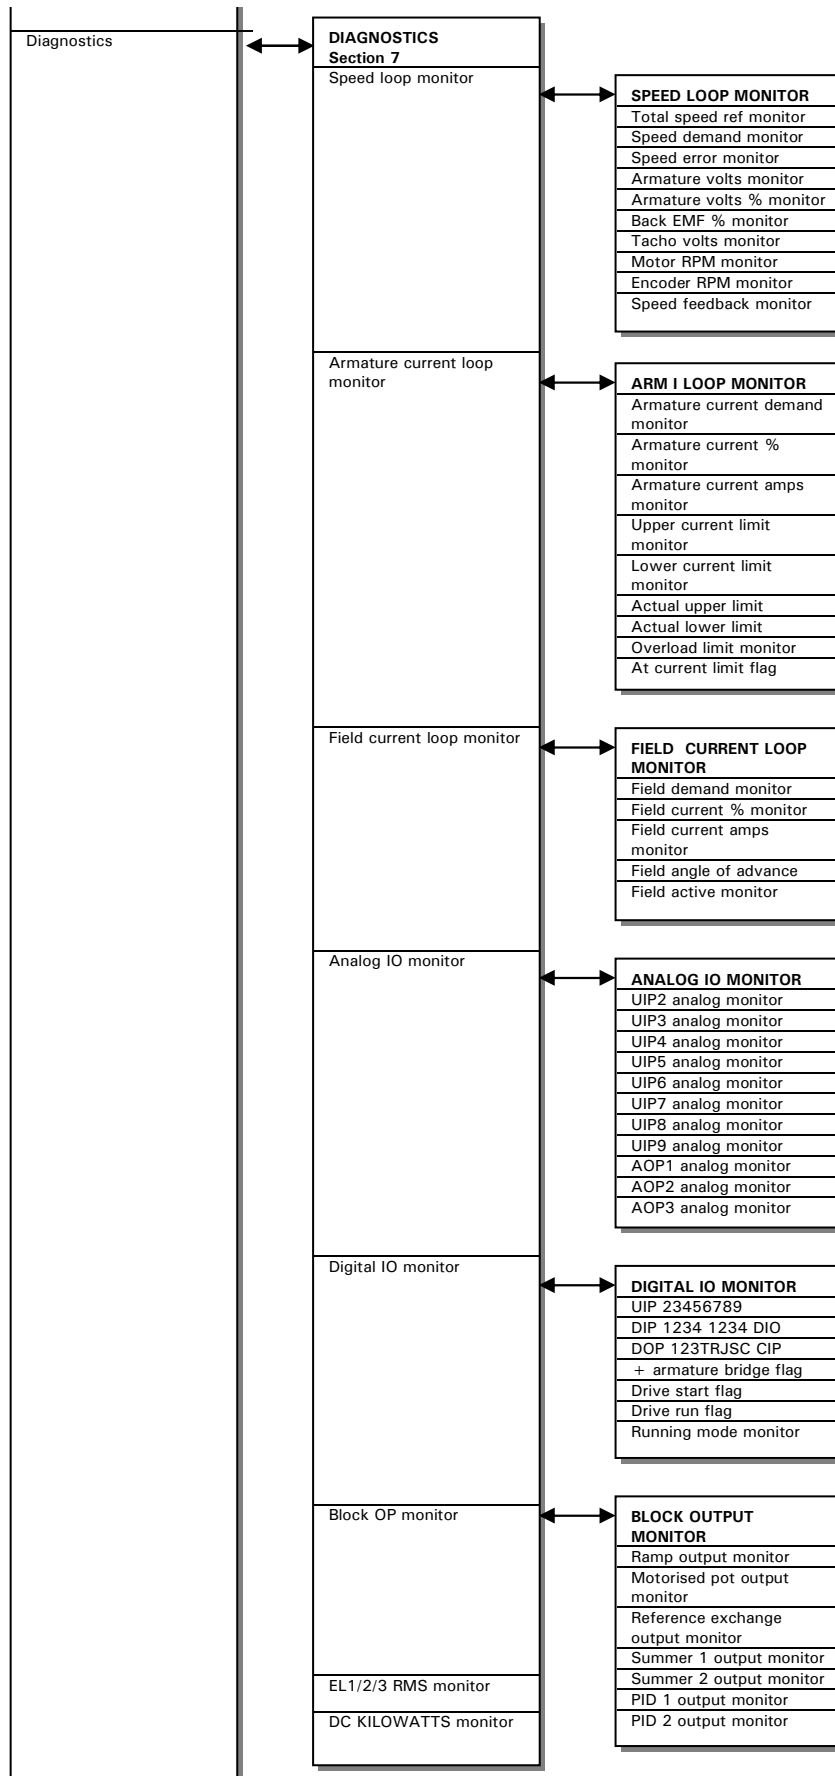 Diagnostics
DIAGNOSTICS
Section 7
Speed loop monitor
SPEED LOOP MONITOR
Total speed ref monitor
Speed demand monitor
Speed error monitor
Armature volts monitor
Armature volts % monitor
Back EMF % monitor
Tacho volts monitor
Motor RPM monitor
Encoder RPM monitor
Speed feedback monitor
Armature current loop
monitor
ARM I LOOP MONITOR
Armature current demand
monitor
Armature current %
monitor
Armature current amps
monitor
Upper current limit
monitor
Lower current limit
monitor
Actual upper limit
Actual lower limit
Overload limit monitor
At current limit flag
Field current loop monitor
FIELD CURRENT LOOP
MONITOR
Field demand monitor
Field current % monitor
Field current amps
monitor
Field angle of advance
Field active monitor
Analog IO monitor
ANALOG IO MONITOR
UIP2 analog monitor
UIP3 analog monitor
UIP4 analog monitor
UIP5 analog monitor
UIP6 analog monitor
UIP7 analog monitor
UIP8 analog monitor
UIP9 analog monitor
AOP1 analog monitor
AOP2 analog monitor
AOP3 analog monitor
Digital IO monitor
DIGITAL IO MONITOR
UIP 23456789
DIP 1234 1234 DIO
DOP 123TRJSC CIP
+ armature bridge flag
Drive start flag
Drive run flag
Running mode monitor
Block OP monitor
BLOCK OUTPUT
MONITOR
Ramp output monitor
Motorised pot output
monitor
Reference exchange
output monitor
Summer 1 output monitor
Summer 2 output monitor
PID 1 output monitor
PID 2 output monitor
EL1/2/3 RMS monitor
DC KILOWATTS monitor